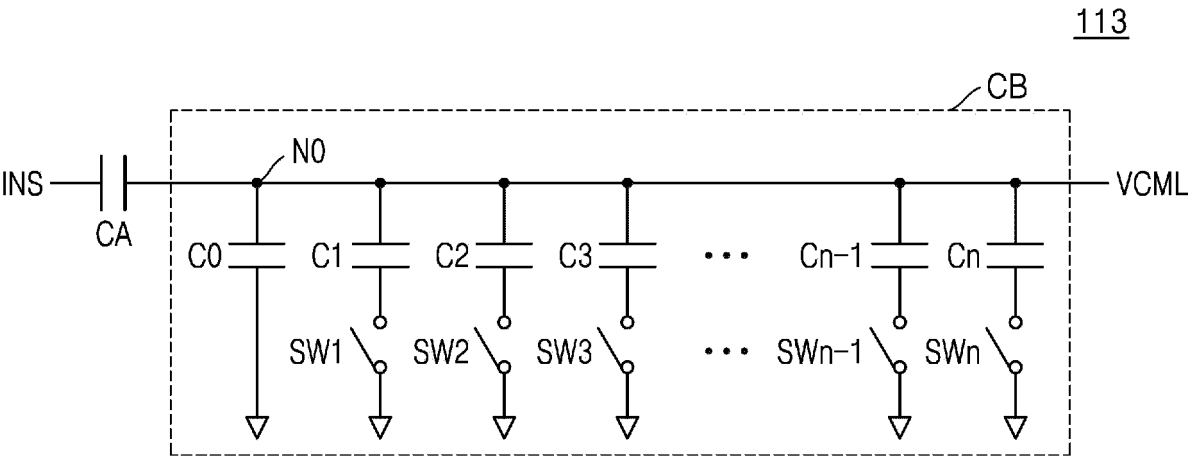 113
CB
N0
INS
VCML
CA
C0 C1 C2 C3 ··· Cn-1 Cn
SW1 SW2 SW3 ··· SWn-1 SWn